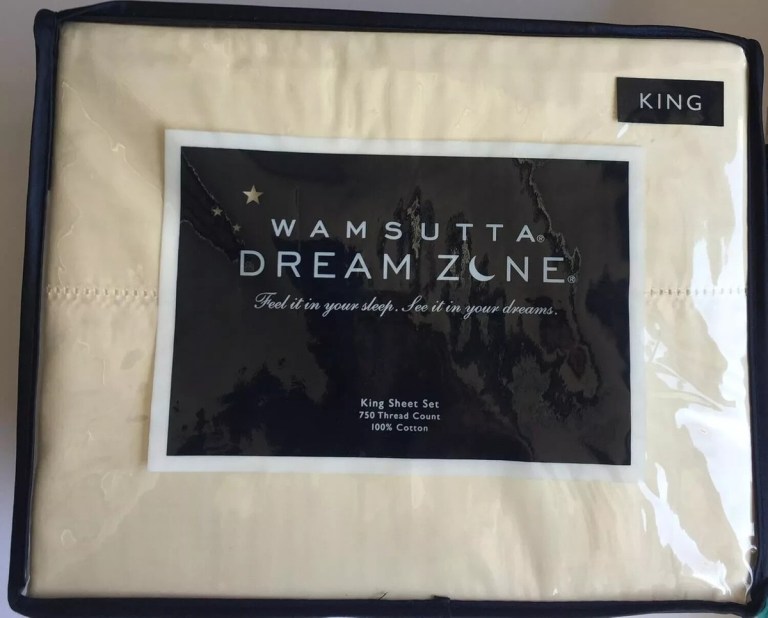 KING
WAMSUTTA®
DREAM ZONE®
Feel it in your sleep. See it in your dreams.
King Sheet Set
750 Thread Count
100% Cotton